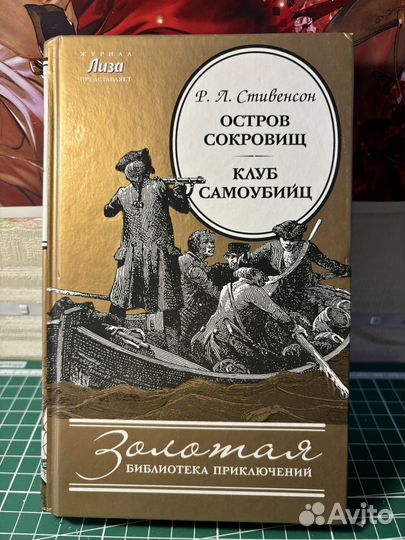 ЖУРНАЛ
Лиза
ПРЕДСТАВЛЯЕТ
Р. Л. Стивенсон
ОСТРОВ
СОКРОВИЩ
КЛУБ
САМОУБИЙЦ
Золотая
БИБЛИОТЕКА ПРИКЛЮЧЕНИЙ
Avito